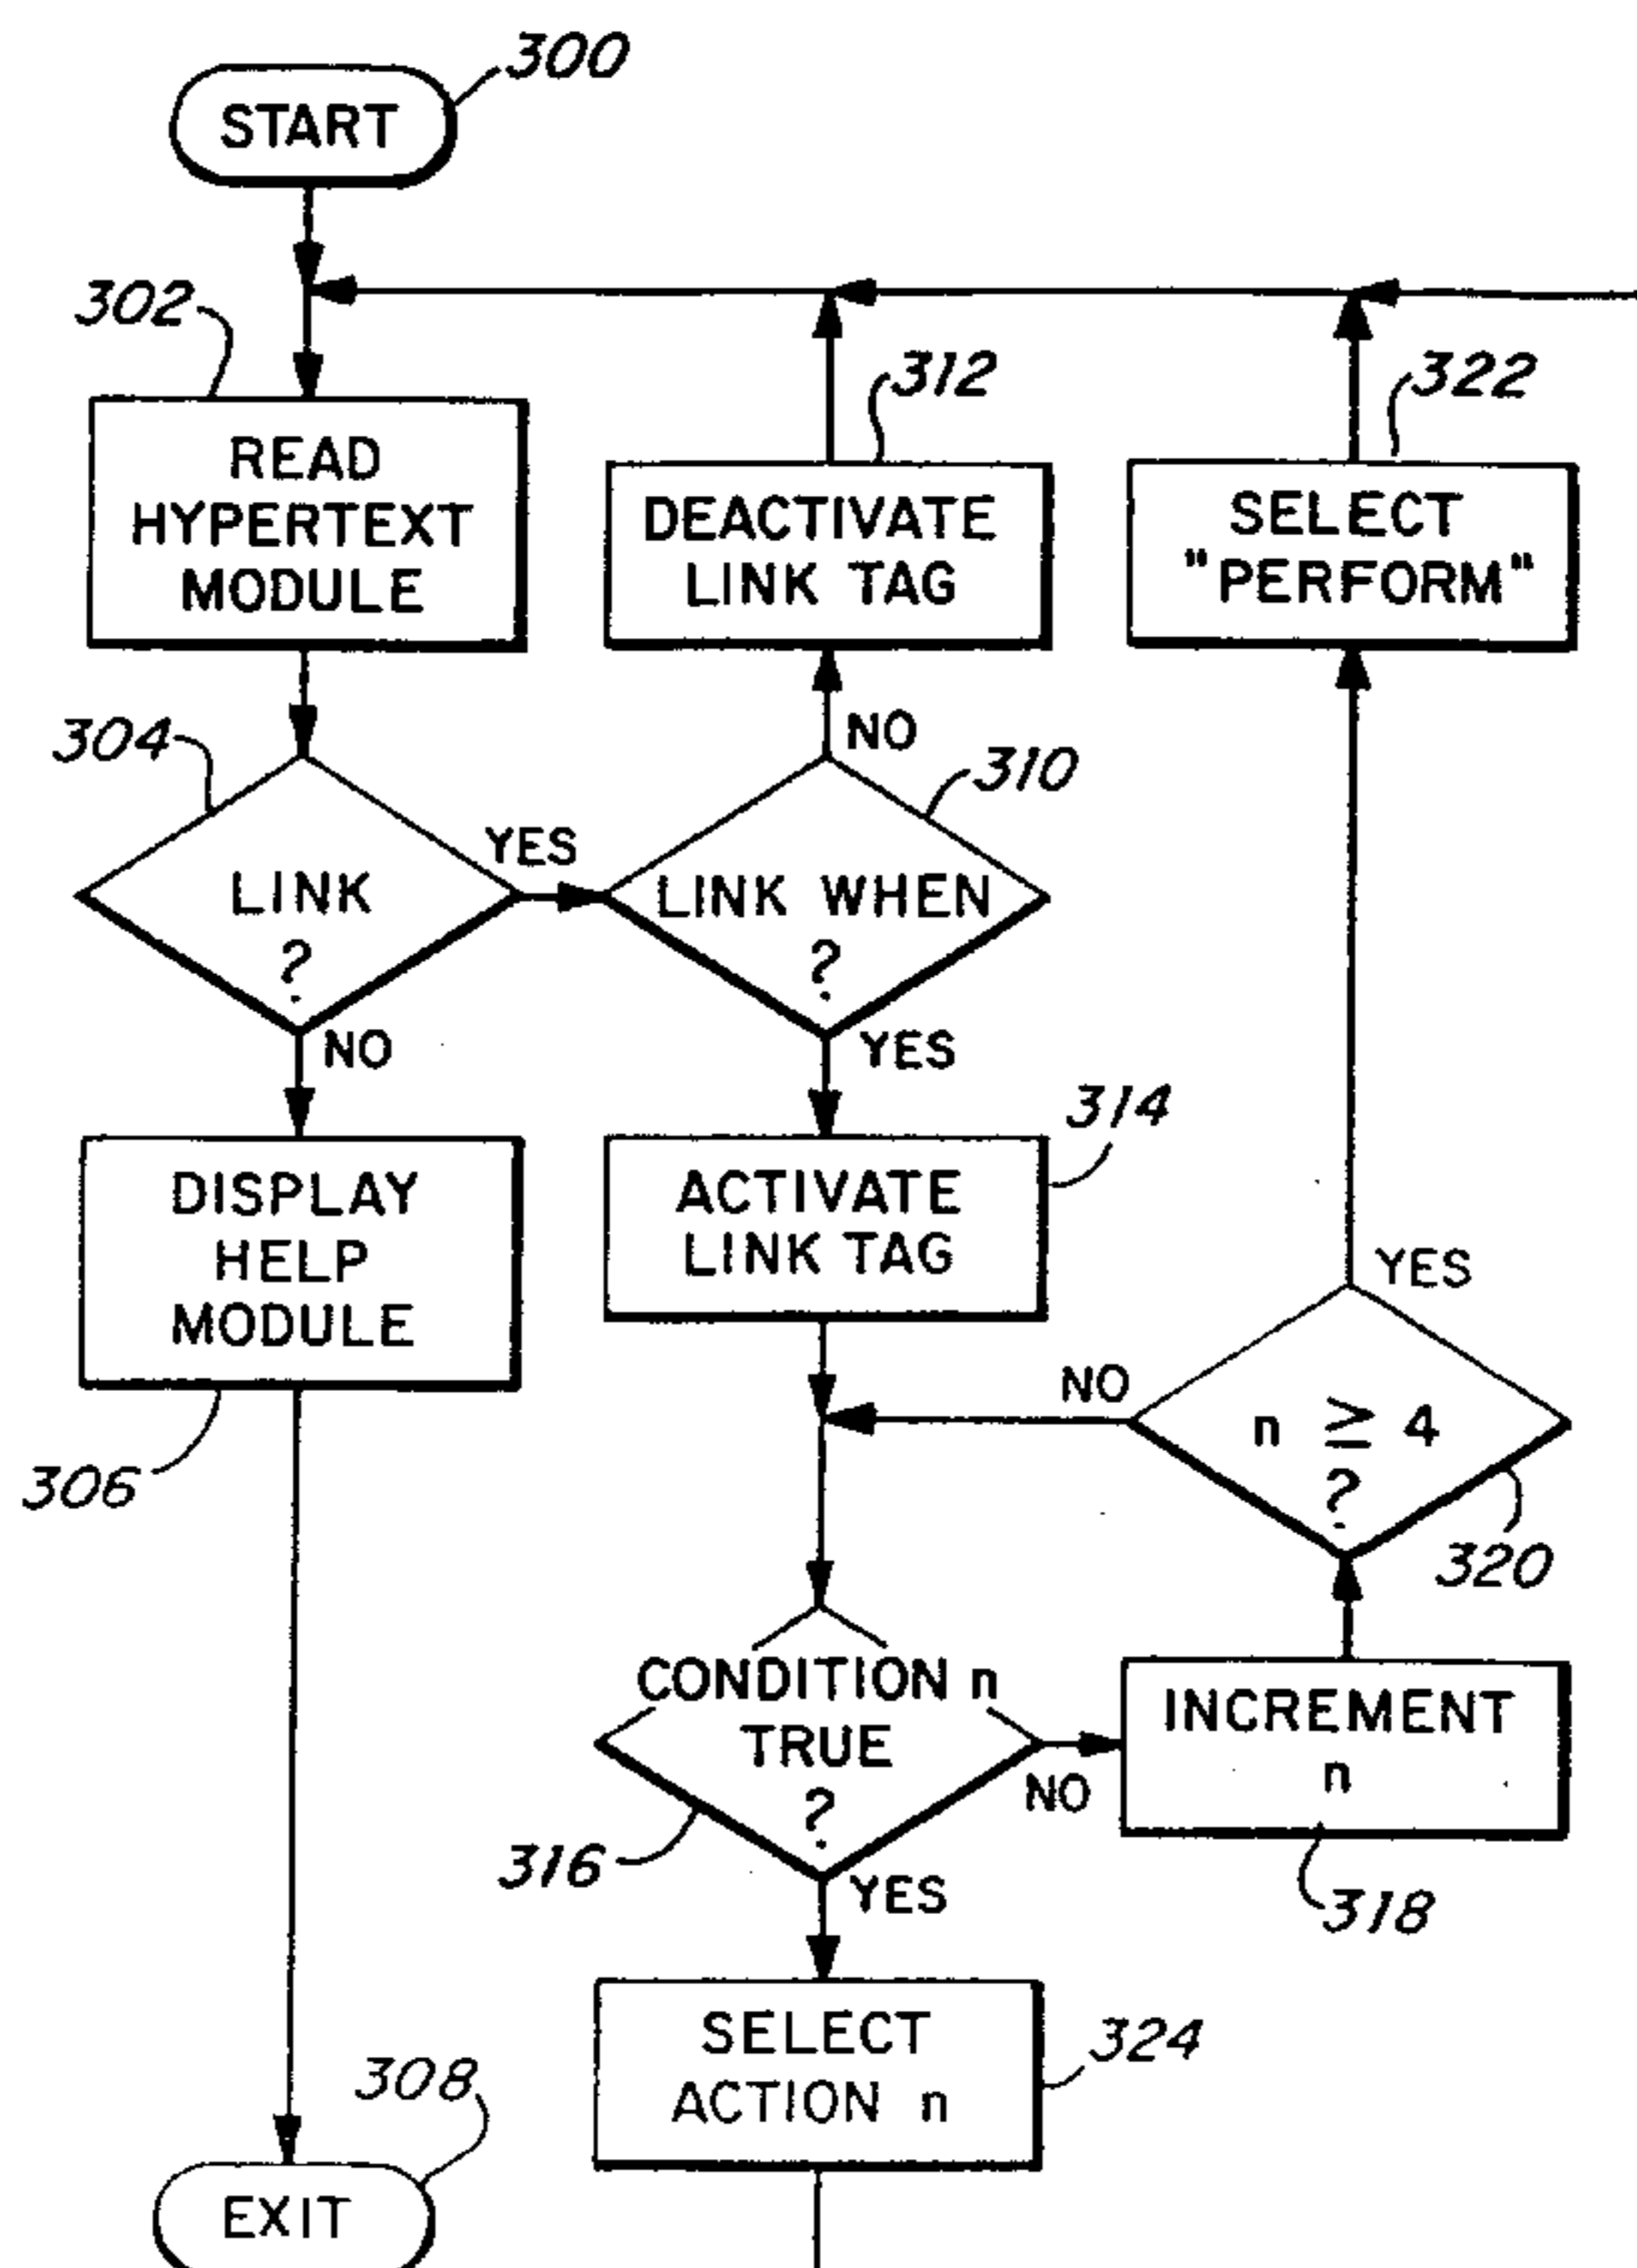 300
START
302
READ
HYPERTEXT
MODULE
312
DEACTIVATE
LINK TAG
322
SELECT
"PERFORM"
304
LINK
?
YES
NO
310
LINK WHEN
?
NO
YES
DISPLAY
HELP
MODULE
306
314
ACTIVATE
LINK TAG
YES
NO
n ≥ 4
?
320
CONDITION n
TRUE
?
NO
316
YES
INCREMENT
n
318
SELECT
ACTION n
324
308
EXIT